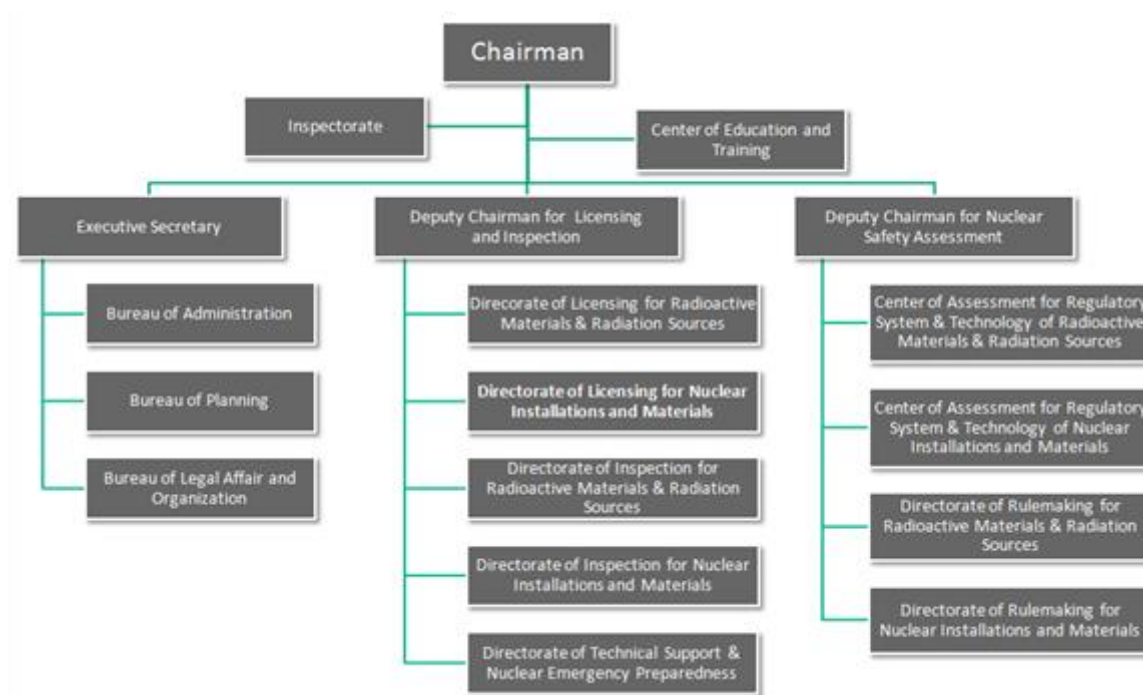 Chairman
Inspectorate
Center of Education and
Training
Executive Secretary
Deputy Chairman for Licensing
and Inspection
Deputy Chairman for Nuclear
Safety Assessment
Bureau of Administration
Bureau of Planning
Bureau of Legal Affair and
Organization
Direcorate of Licensing for Radioactive
Materials & Radiation Sources
Directorate of Licensing for Nuclear
Installations and Materials
Directorate of Inspection for
Radioactive Materials & Radiation
Sources
Directorate of Inspection for Nuclear
Installations and Materials
Directorate of Technical Support &
Nuclear Emergency Preparedness
Center of Assessment for Regulatory
System & Technology of Radioactive
Materials & Radiation Sources
Center of Assessment for Regulatory
System & Technology of Nuclear
Installations and Materials
Directorate of Rulemaking for
Radioactive Materials & Radiation
Sources
Directorate of Rulemaking for
Nuclear Installations and Materials